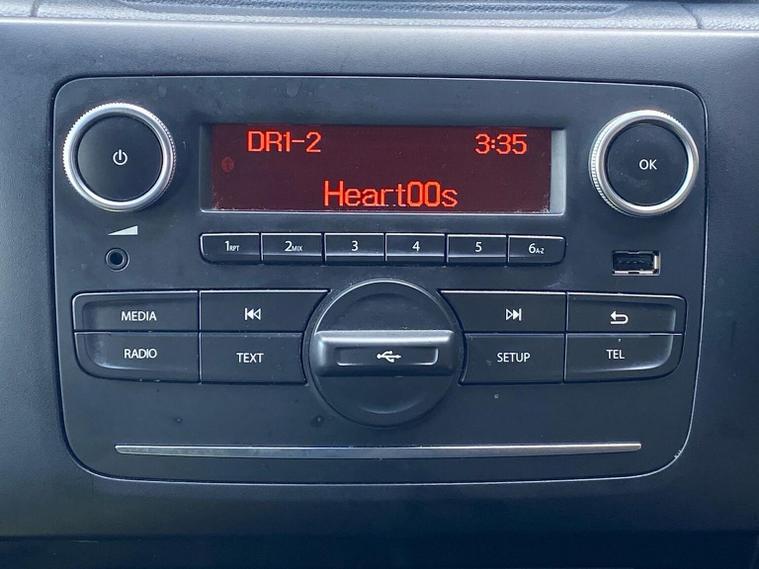 DR1-2 3:35
Heart00s
OK
1RPT 2MIX 3 4 5 6A-Z
MEDIA
RADIO TEXT SETUP TEL